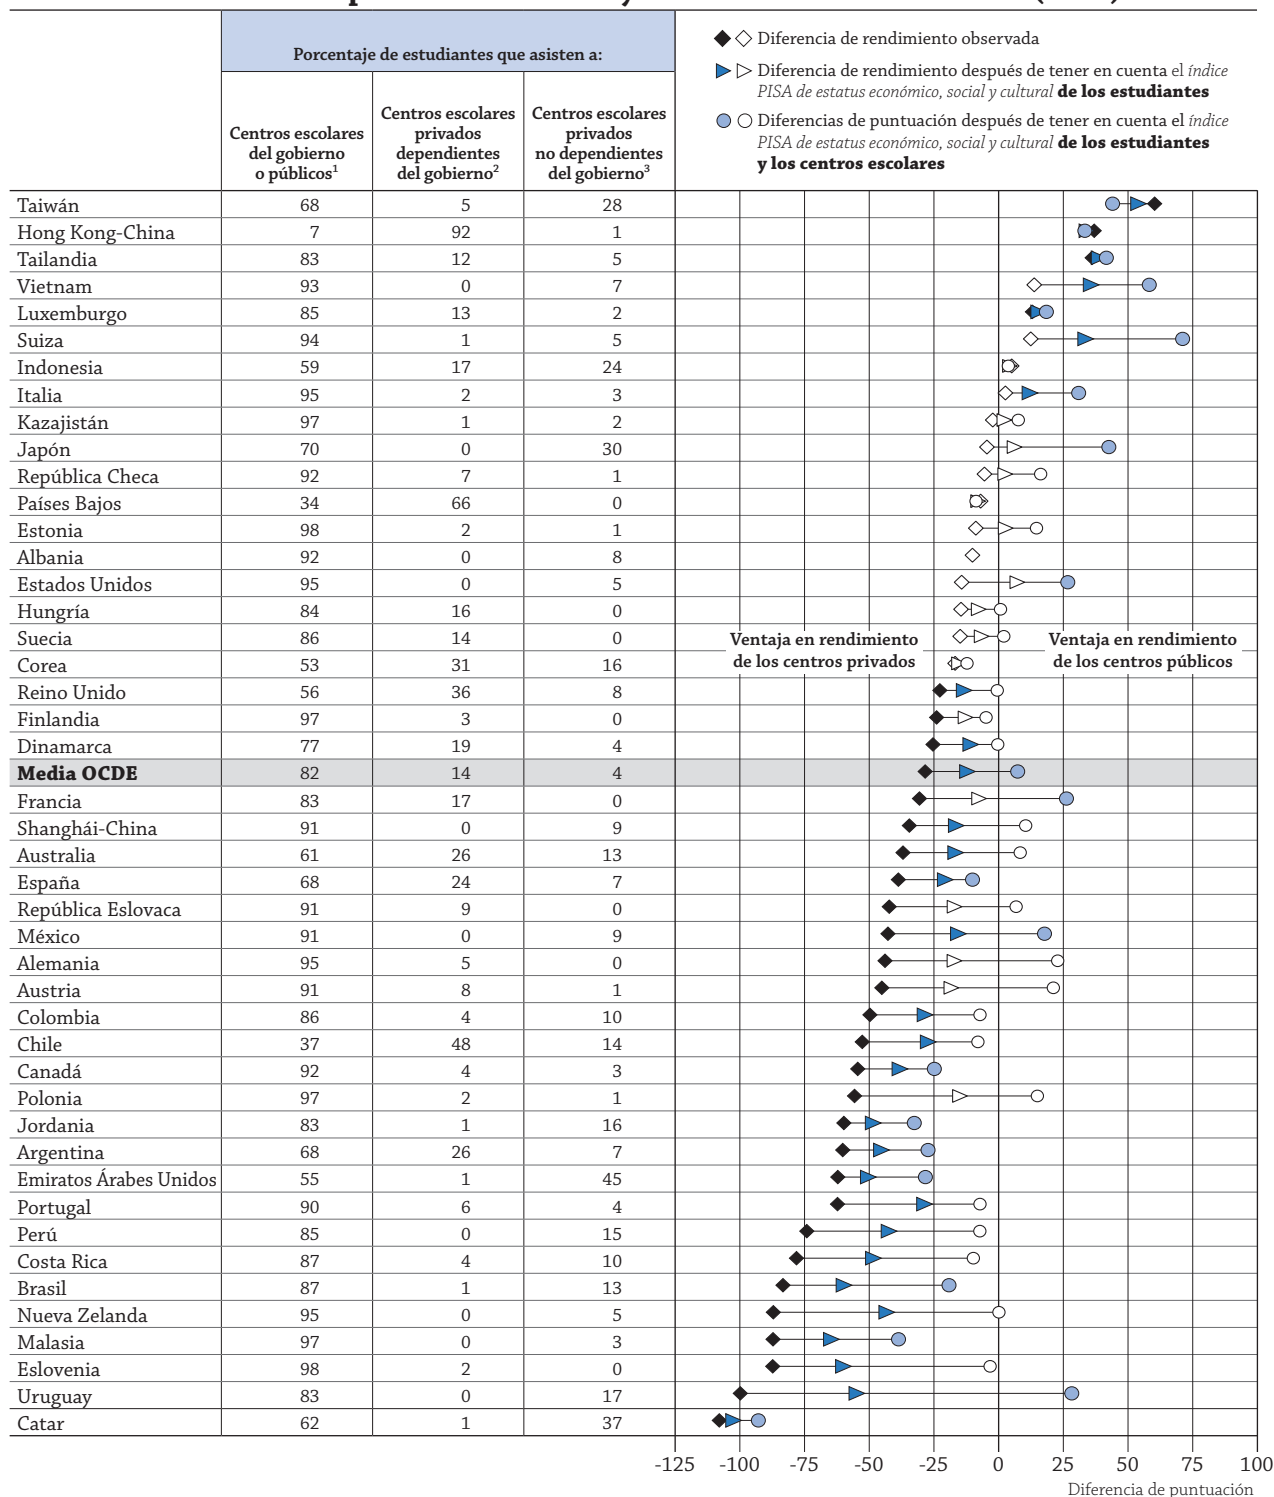 Porcentaje de estudiantes que asisten a:
Centros escolares
del gobierno
o públicos1
Centros escolares
privados
dependientes
del gobierno2
Centros escolares
privados
no dependientes
del gobierno3
Diferencia de rendimiento observada
Diferencia de rendimiento después de tener en cuenta el índice
PISA de estatus económico, social y cultural de los estudiantes
Diferencias de puntuación después de tener en cuenta el índice
PISA de estatus económico, social y cultural de los estudiantes
y los centros escolares
Taiwán 68 5 28
Hong Kong-China 7 92 1
Tailandia 83 12 5
Vietnam 93 0 7
Luxemburgo 85 13 2
Suiza 94 1 5
Indonesia 59 17 24
Italia 95 2 3
Kazajistán 97 1 2
Japón 70 0 30
República Checa 92 7 1
Países Bajos 34 66 0
Estonia 98 2 1
Albania 92 0 8
Estados Unidos 95 0 5
Hungría 84 16 0
Suecia 86 14 0
Corea 53 31 16
Ventaja en rendimiento
de los centros privados
Ventaja en rendimiento
de los centros públicos
Reino Unido 56 36 8
Finlandia 97 3 0
Dinamarca 77 19 4
Media OCDE 82 14 4
Francia 83 17 0
Shanghái-China 91 0 9
Australia 61 26 13
España 68 24 7
República Eslovaca 91 9 0
México 91 0 9
Alemania 95 5 0
Austria 91 8 1
Colombia 86 4 10
Chile 37 48 14
Canadá 92 4 3
Polonia 97 2 1
Jordania 83 1 16
Argentina 68 26 7
Emiratos Árabes Unidos 55 1 45
Portugal 90 6 4
Perú 85 0 15
Costa Rica 87 4 10
Brasil 87 1 13
Nueva Zelanda 95 0 5
Malasia 97 0 3
Eslovenia 98 2 0
Uruguay 83 0 17
Catar 62 1 37
-125 -100 -75 -50 -25 0 25 50 75 100
Diferencia de puntuación